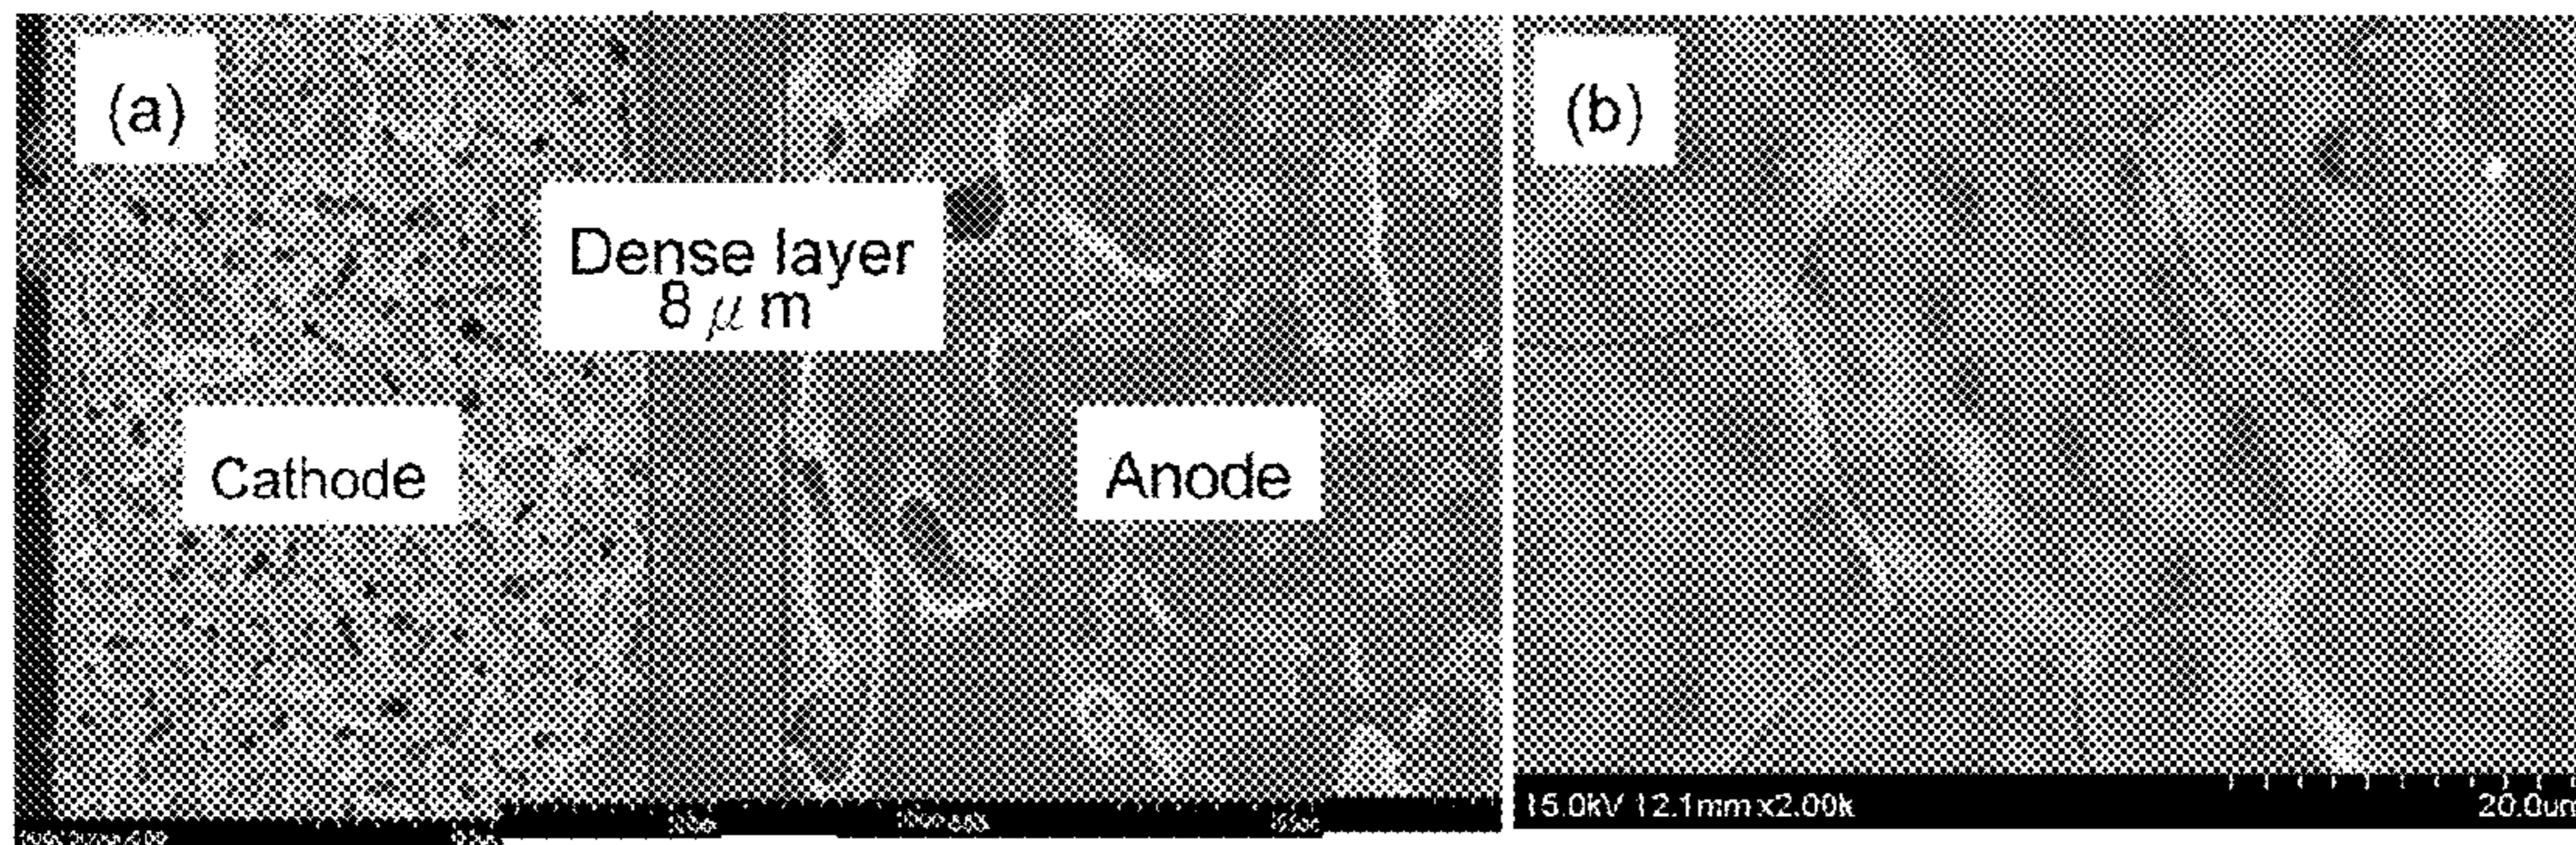 (a)
Dense layer
8 μm
Cathode
Anode
(b)
15.0kV 12.1mm x2.00k
20.0um